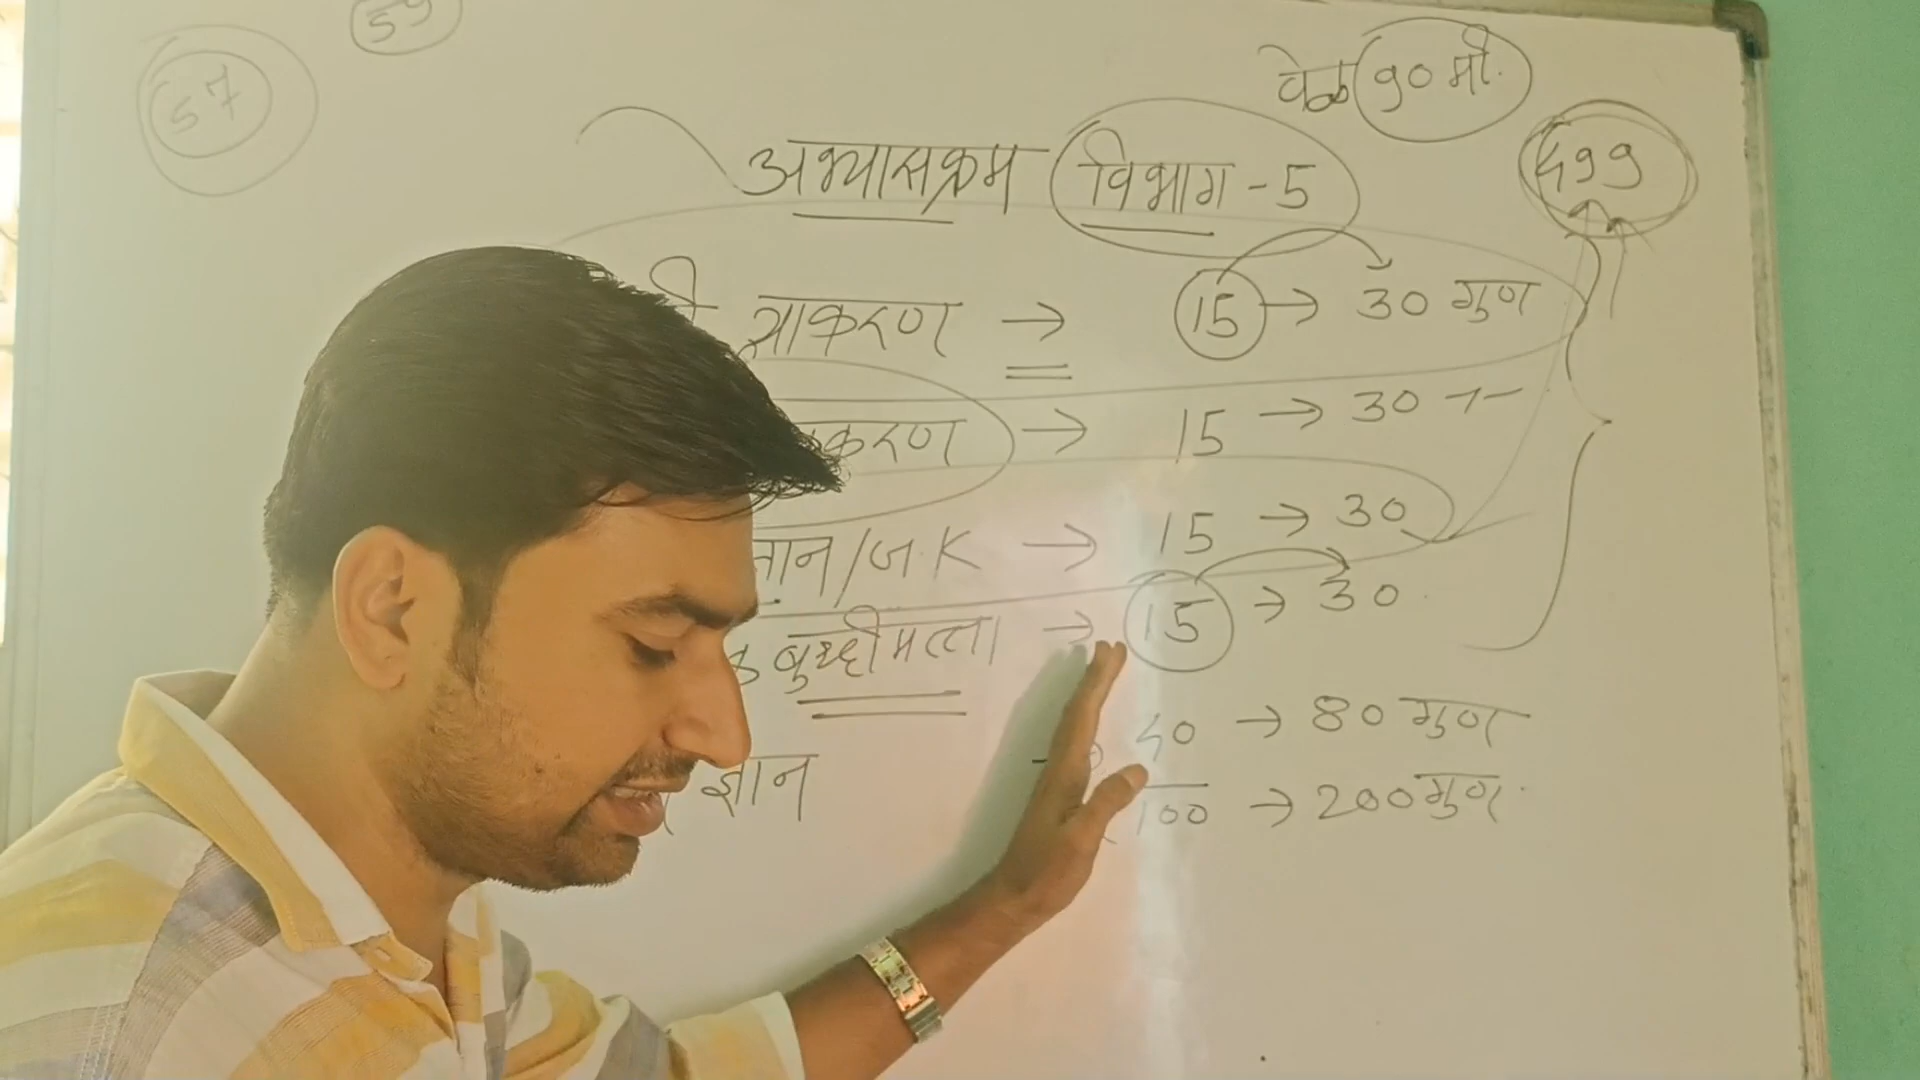 59
57
वेळ 90 मी.
अभ्यासक्रम विभाग - 5
499
व्याकरण → 15 → 30 गुण
करण → 15 → 30 -〃-
ज्ञान / G.K → 15 → 30
बुध्दीमत्ता → 15 → 30
ज्ञान → 40 → 80 गुण
100 → 200 गुण